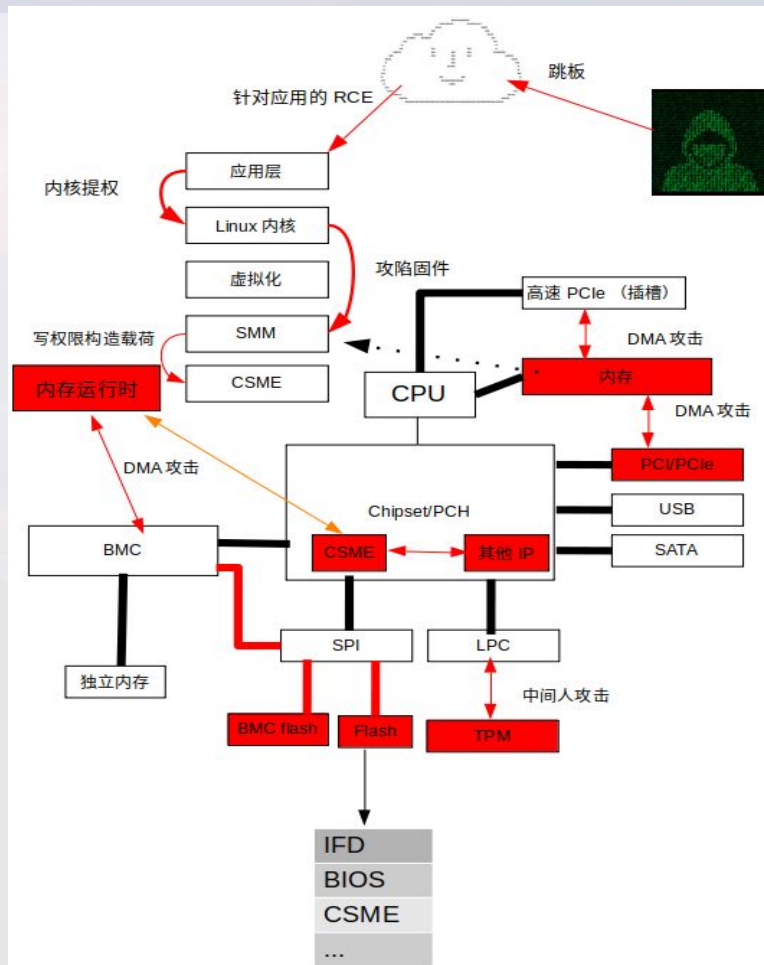 跳板
针对应用的 RCE
应用层
内核提权
Linux 内核
虚拟化
攻陷固件
高速 PCIe （插槽）
写权限构造载荷
SMM
DMA 攻击
内存运行时
CSME
CPU
内存
DMA 攻击
PCI/PCIe
DMA 攻击
Chipset/PCH
USB
BMC
CSME
其他 IP
SATA
SPI
LPC
独立内存
中间人攻击
BMC flash
Flash
TPM
IFD
BIOS
CSME
...